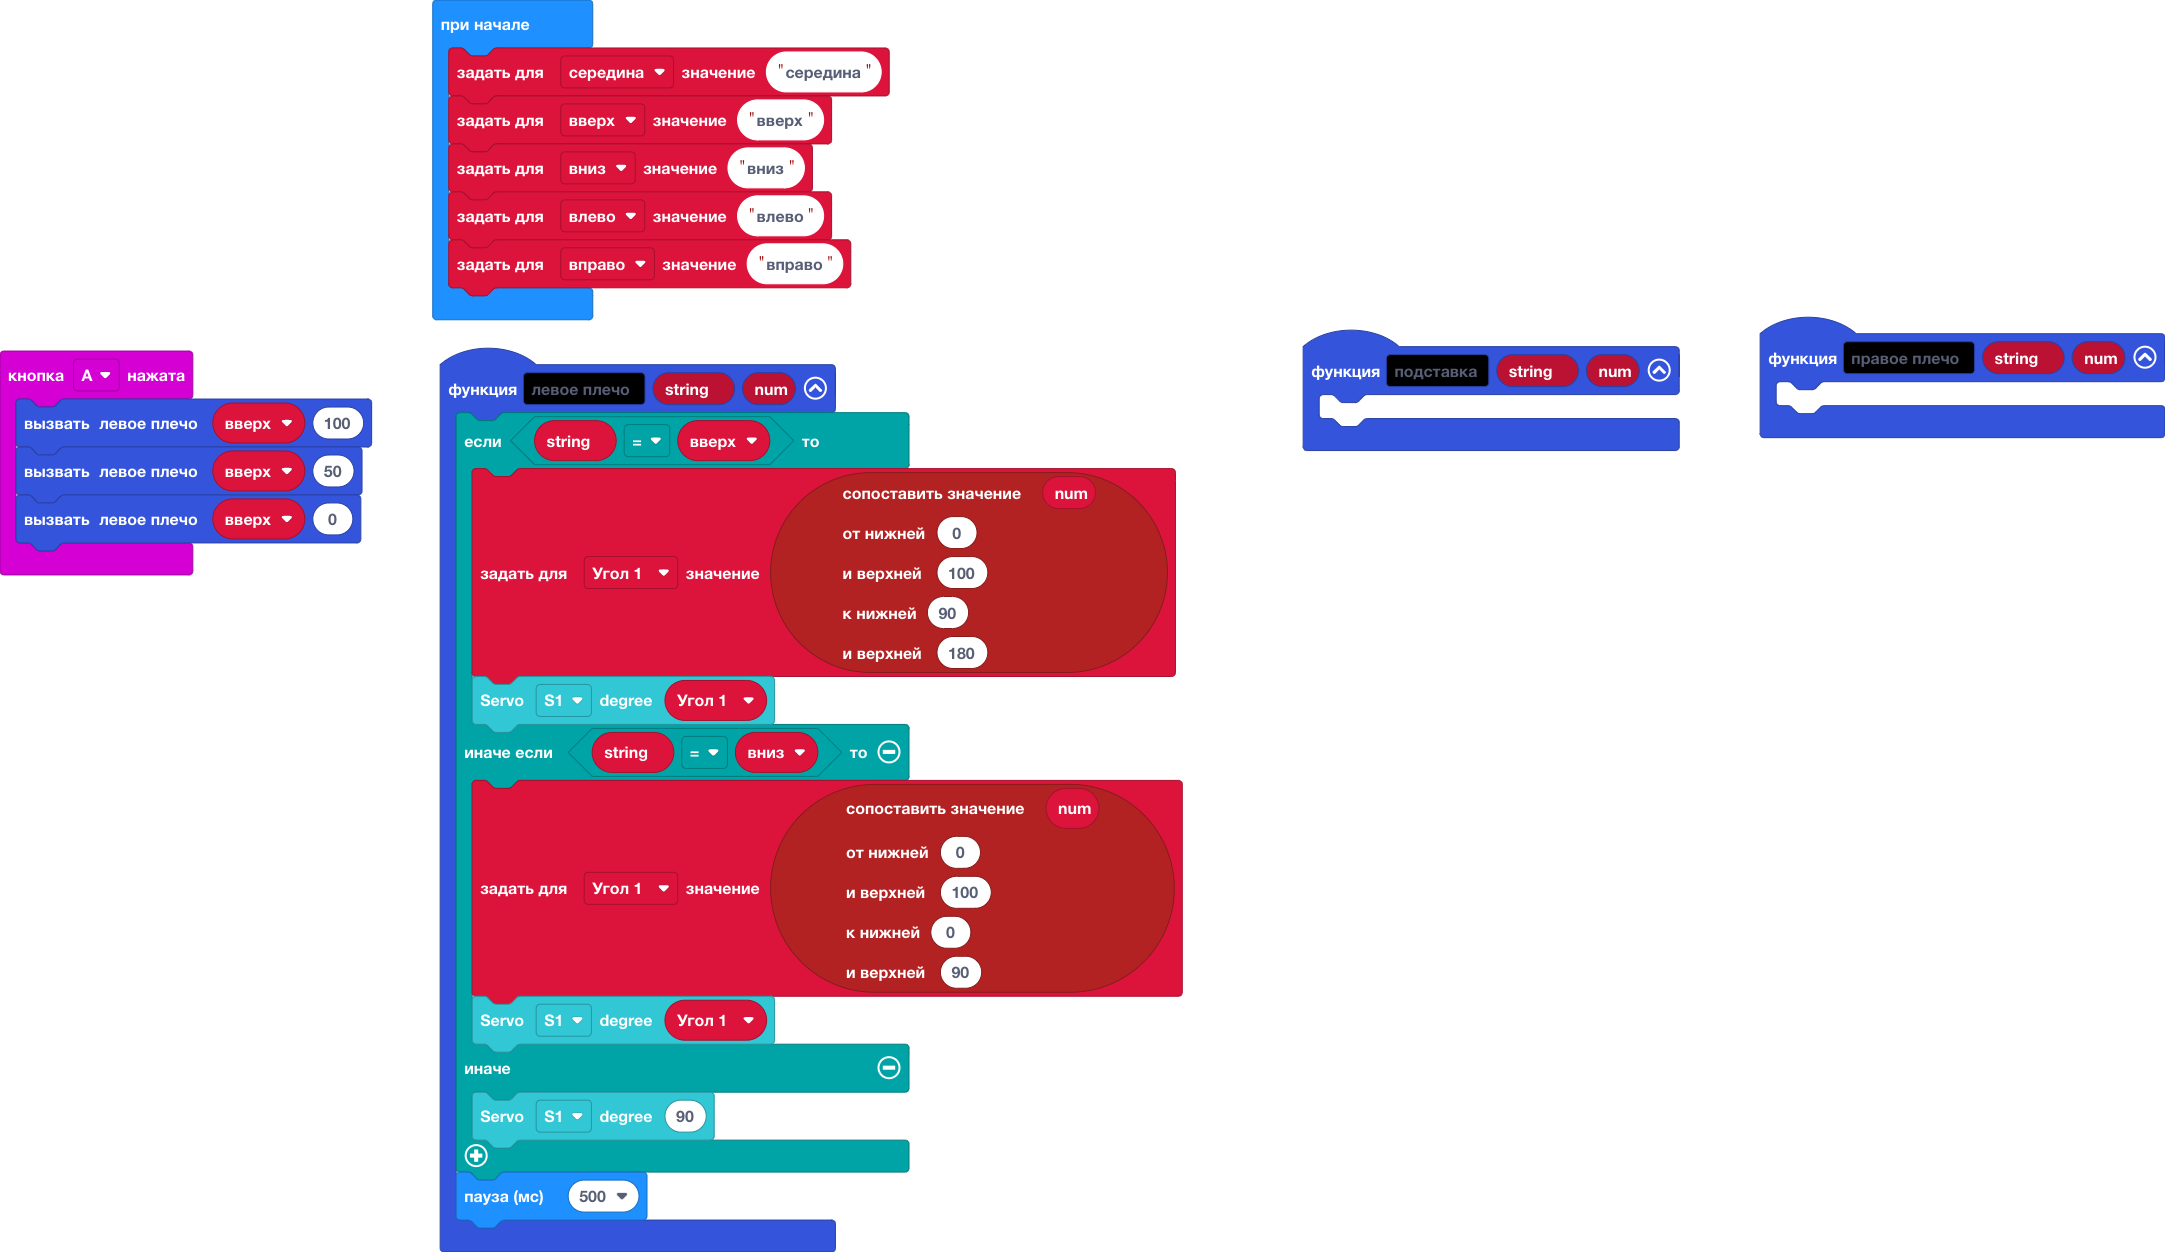 при начале
задать для середина значение "середина"
задать для вверх значение "вверх"
задать для вниз значение "вниз"
задать для влево значение "влево"
задать для вправо значение "вправо"
кнопка A нажата
вызвать левое плечо вверх 100
вызвать левое плечо вверх 50
вызвать левое плечо вверх 0
функция левое плечо string num
если string = вверх то
задать для Угол 1 значение
сопоставить значение num
от нижней 0
и верхней 100
к нижней 90
и верхней 180
Servo S1 degree Угол 1
иначе если string = вниз то
задать для Угол 1 значение
сопоставить значение num
от нижней 0
и верхней 100
к нижней 0
и верхней 90
Servo S1 degree Угол 1
иначе
Servo S1 degree 90
пауза (мс) 500
функция подставка string num
функция правое плечо string num